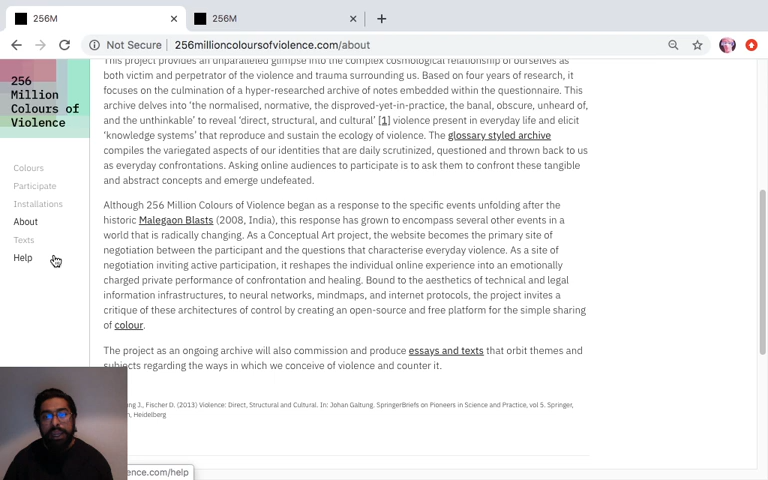 256M
256M
Not Secure
256millioncoloursofviolence.com/about
256
Million
Colours of
Violence
Colours
Participate
Installations
About
Texts
Help
This project provides an unparalleled glimpse into the complex cosmological relationship of ourselves as
both victim and perpetrator of the violence and trauma surrounding us. Based on four years of research, it
focuses on the culmination of a hyper-researched archive of notes embedded within the questionnaire. This
archive delves into ‘the normalised, normative, the disproved-yet-in-practice, the banal, obscure, unheard of,
and the unthinkable’ to reveal ‘direct, structural, and cultural’ [1] violence present in everyday life and elicit
‘knowledge systems’ that reproduce and sustain the ecology of violence. The glossary styled archive
compiles the variegated aspects of our identities that are daily scrutinized, questioned and thrown back to us
as everyday confrontations. Asking online audiences to participate is to ask them to confront these tangible
and abstract concepts and emerge undefeated.
Although 256 Million Colours of Violence began as a response to the specific events unfolding after the
historic Malegaon Blasts (2008, India), this response has grown to encompass several other events in a
world that is radically changing. As a Conceptual Art project, the website becomes the primary site of
negotiation between the participant and the questions that characterise everyday violence. As a site of
negotiation inviting active participation, it reshapes the individual online experience into an emotionally
charged private performance of confrontation and healing. Bound to the aesthetics of technical and legal
information infrastructures, to neural networks, mindmaps, and internet protocols, the project invites a
critique of these architectures of control by creating an open-source and free platform for the simple sharing
of colour.
The project as an ongoing archive will also commission and produce essays and texts that orbit themes and
subjects regarding the ways in which we conceive of violence and counter it.
J., Fischer D. (2013) Violence: Direct, Structural and Cultural. In: Johan Galtung. SpringerBriefs on Pioneers in Science and Practice, vol 5. Springer,
Heidelberg
ence.com/help